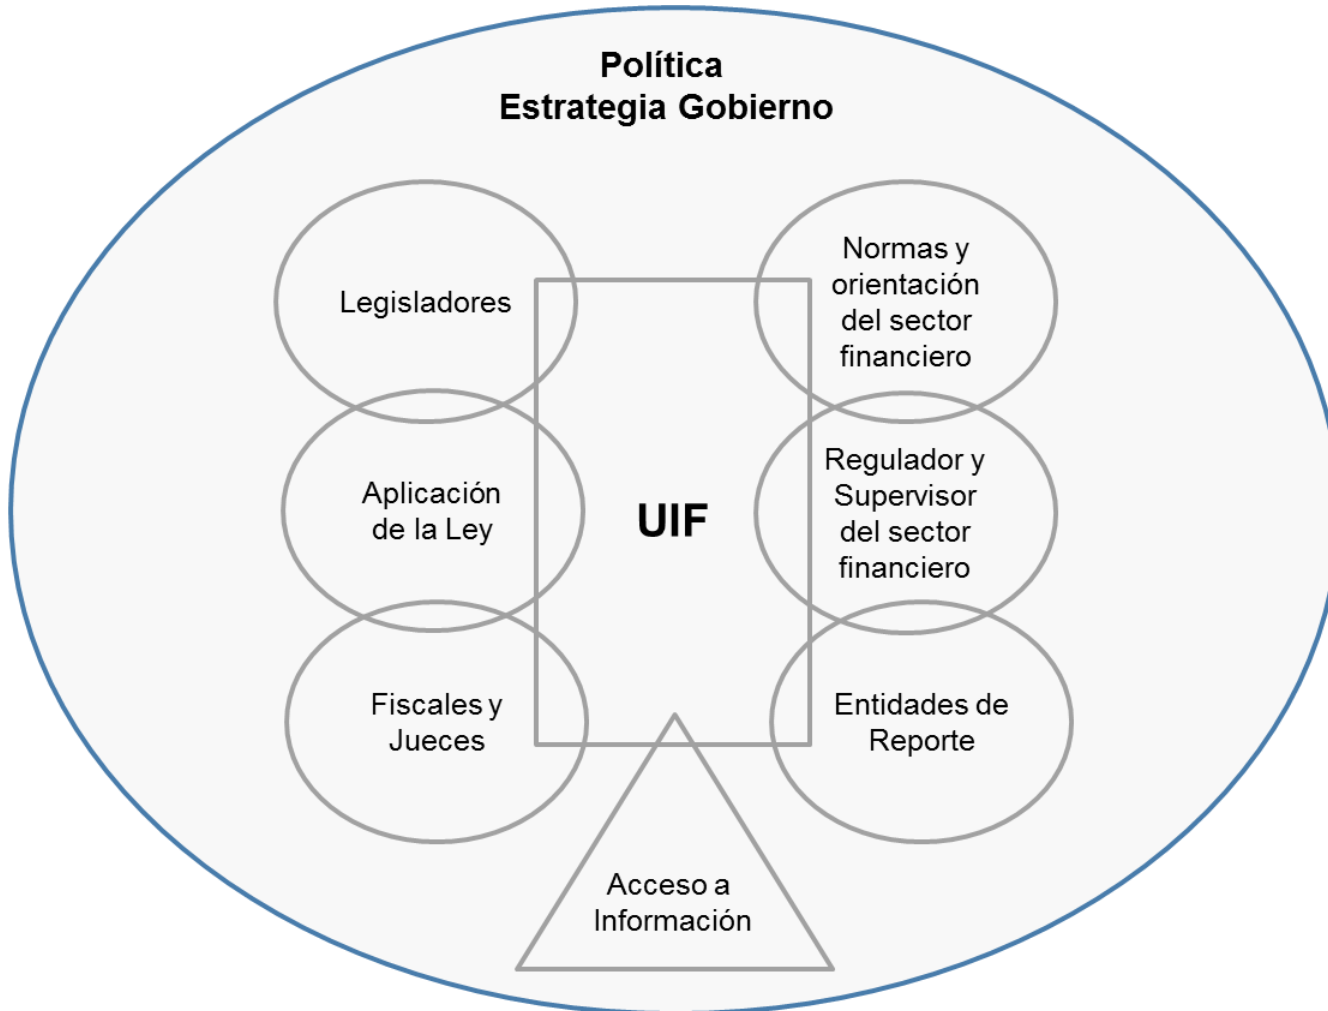 Política
Estrategia Gobierno
Legisladores
Normas y
orientación
del sector
financiero
Aplicación
de la Ley
UIF
Regulador y
Supervisor
del sector
financiero
Fiscales y
Jueces
Entidades de
Reporte
Acceso a
Información